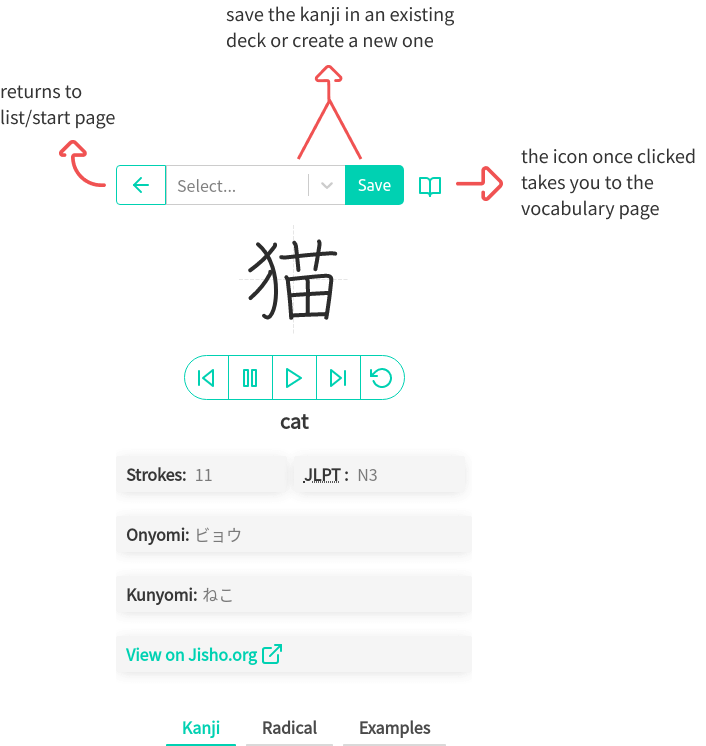 save the kanji in an existing
deck or create a new one
returns to
list/start page
the icon once clicked
takes you to the
vocabulary page
Select...
Save
猫
cat
Strokes: 11
JLPT : N3
Onyomi: ビョウ
Kunyomi: ねこ
View on Jisho.org
Kanji Radical Examples